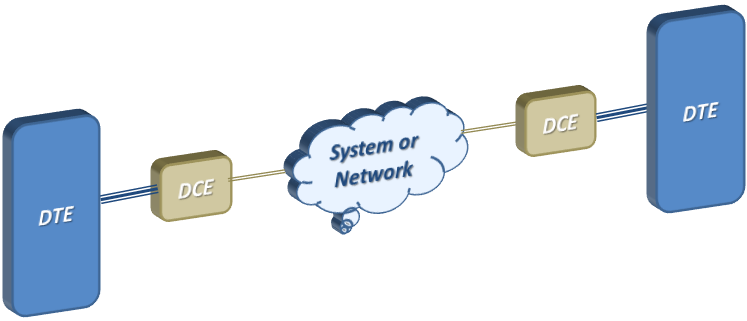 DTE
DCE
System or
Network
DCE
DTE